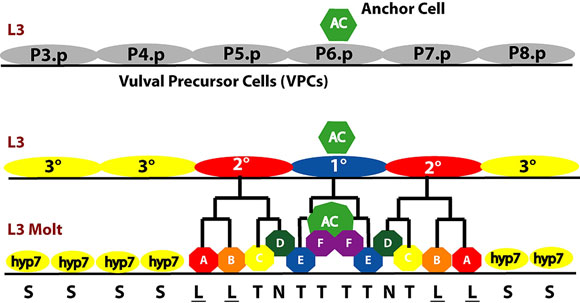 Anchor Cell
L3 AC
P3.p P4.p P5.p P6.p P7.p P8.p
Vulval Precursor Cells (VPCs)
L3 AC
3° 3° 2° 1° 2° 3°
L3 Molt AC
D F F D
hyp7 hyp7 hyp7 hyp7 A B C E E C B A hyp7 hyp7
S S S S L L T N T T T T N T L L S S